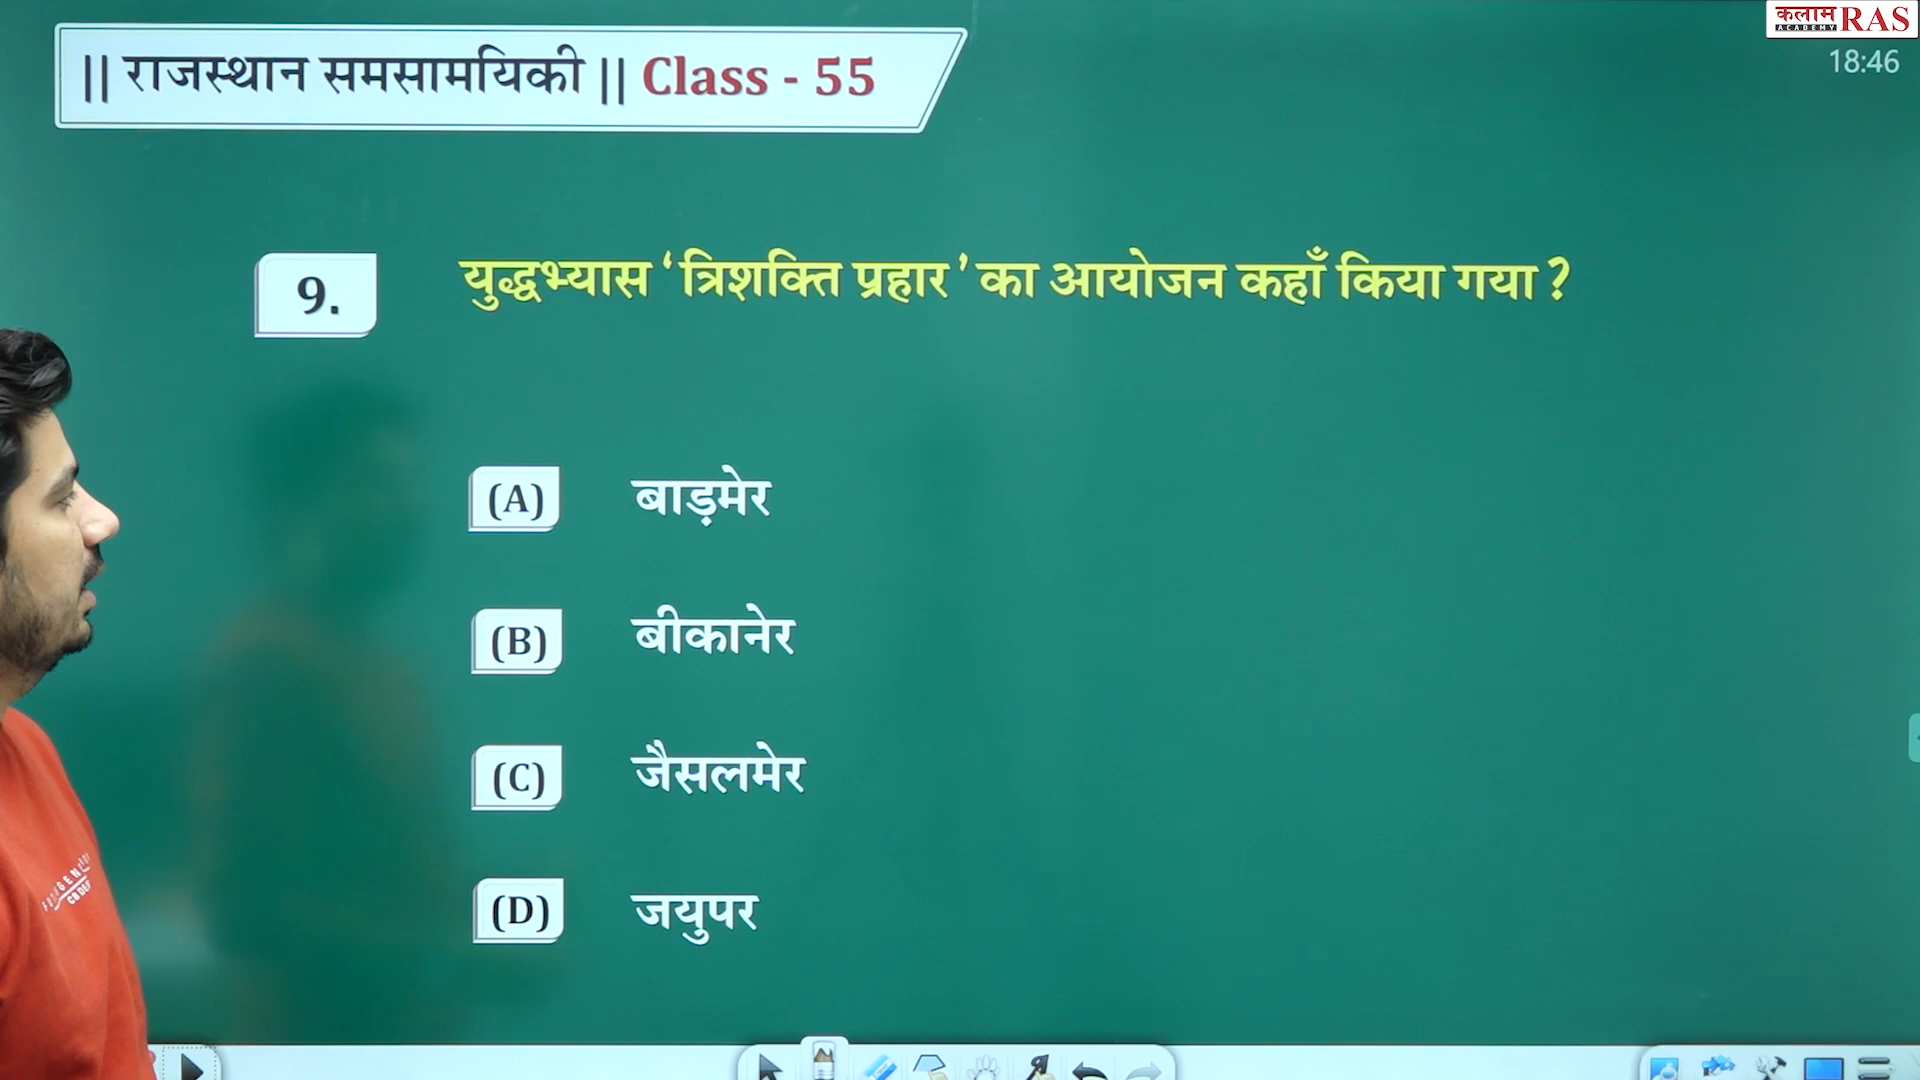 कलाम RAS
ACADEMY
18:46
|| राजस्थान समसामयिकी || Class - 55
9. युद्धभ्यास ‘त्रिशक्ति प्रहार’ का आयोजन कहाँ किया गया ?
(A) बाड़मेर
(B) बीकानेर
(C) जैसलमेर
(D) जयुपर